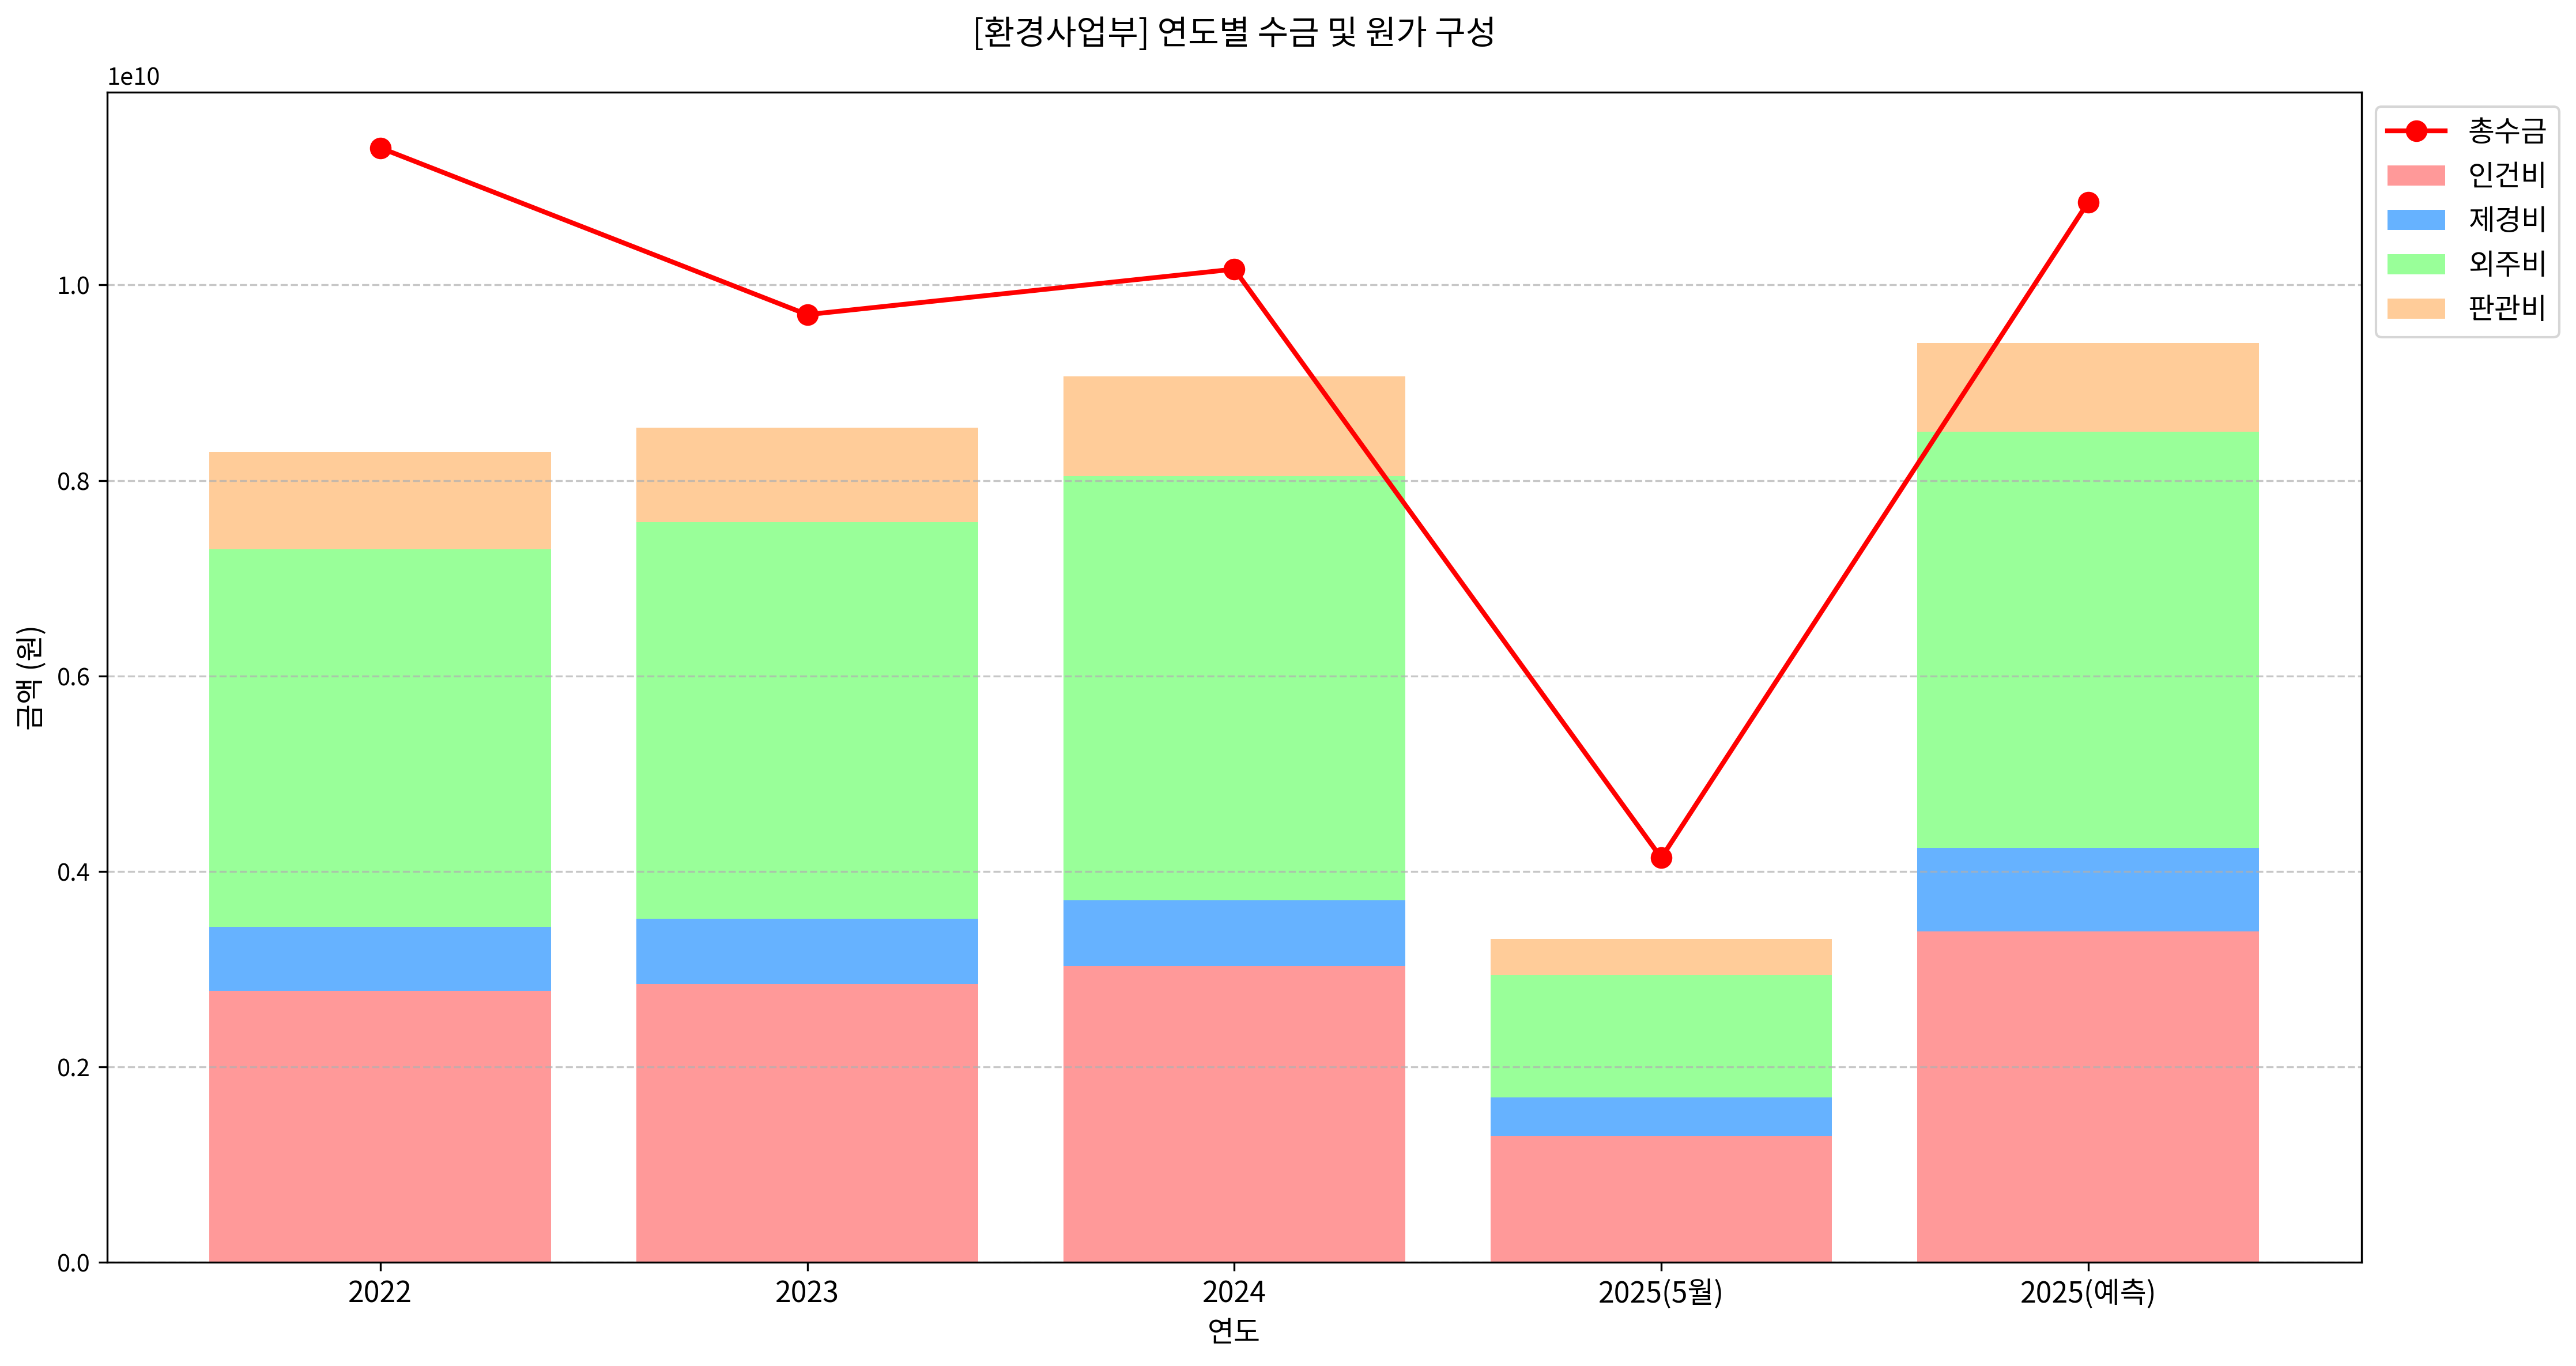 [환경사업부] 연도별 수금 및 원가 구성
1e10
총수금
인건비
제경비
외주비
판관비
1.0
0.8
0.6
0.4
0.2
0.0
금액 (원)
2022
2023
2024
2025(5월)
2025(예측)
연도